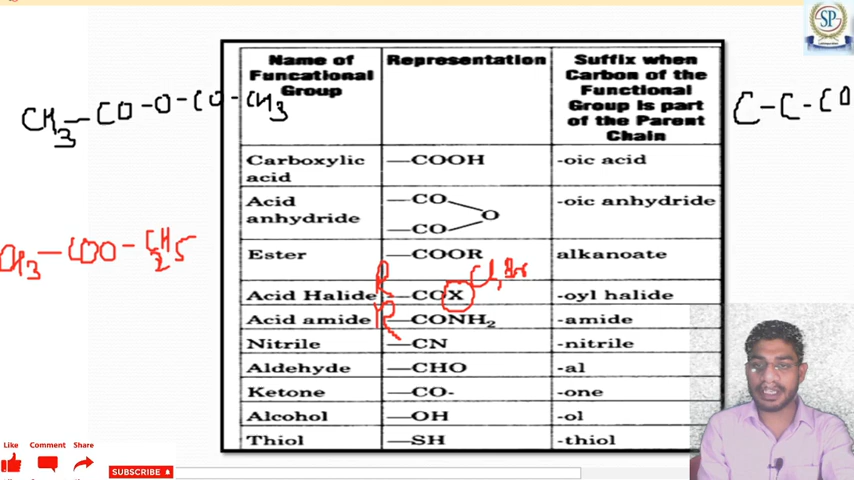 SP
Name of Funcational Group
Representation
Suffix when Carbon of the Functional Group is part of the Parent Chain
CH3-CO-O-CO-CH3
C-C-CO
Carboxylic acid
—COOH
-oic acid
Acid anhydride
—CO
—CO
O
-oic anhydride
CH3-COO-C2H5
Ester
—COOR
alkanoate
Cl, Br
R
Acid Halide
—COX
-oyl halide
R
Acid amide
—CONH2
-amide
Nitrile
—CN
-nitrile
Aldehyde
—CHO
-al
Ketone
—CO-
-one
Alcohol
—OH
-ol
Thiol
—SH
-thiol
Like
Comment
Share
SUBSCRIBE